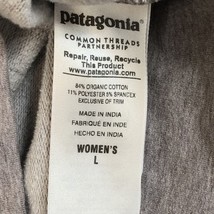 patagonia®
COMMON THREADS
PARTNERSHIP
Repair, Reuse, Recycle
This Product
www.patagonia.com
84% ORGANIC COTTON
11% POLYESTER 5% SPANDEX
EXCLUSIVE OF TRIM
MADE IN INDIA
FABRIQUÉ EN INDE
HECHO EN INDIA
WOMEN'S
L